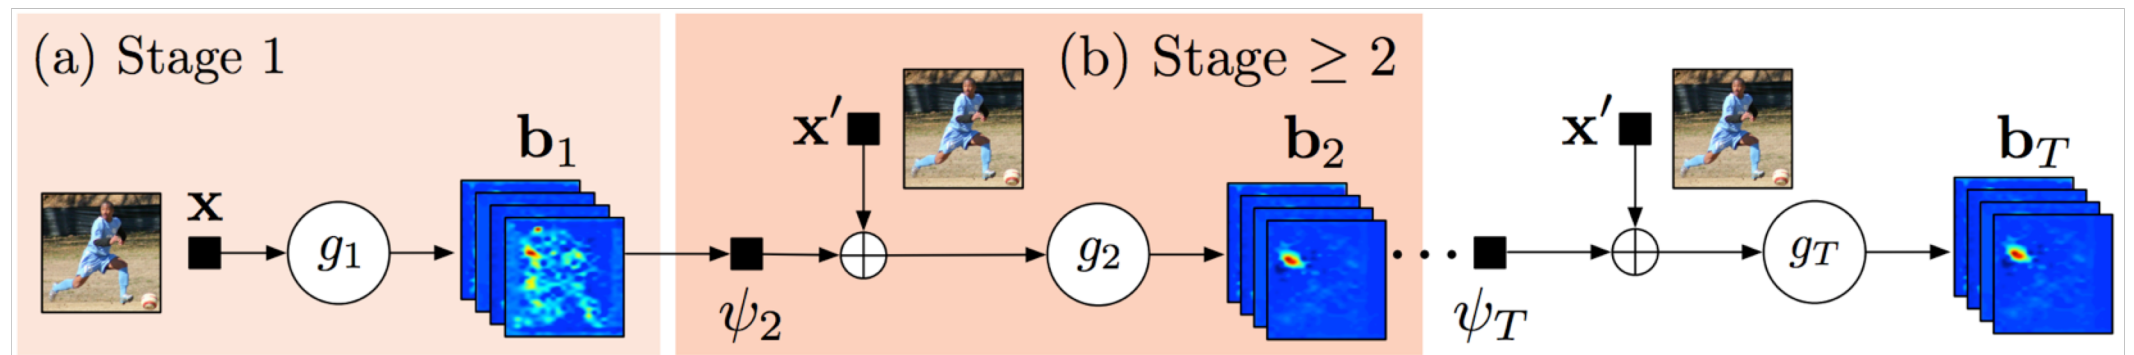 (a) Stage 1
x
g₁
b₁
(b) Stage ≥ 2
x′
ψ₂
g₂
b₂
x′
ψ_T
g_T
b_T